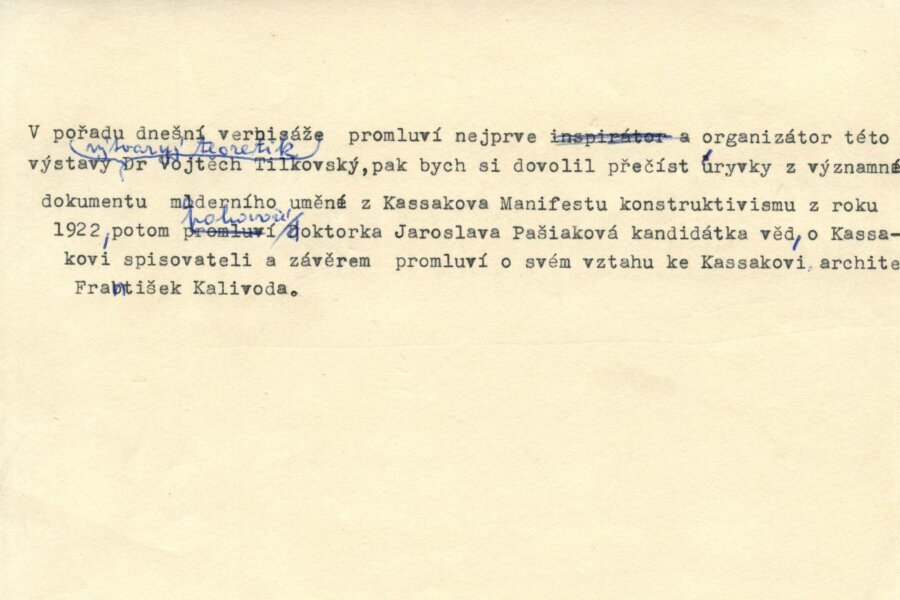 V pořadu dnešní vernisáže promluví nejprve inspirátor a organizátor této
výtvarný teoretik
výstavy Dr Vojtěch Tilkovský, pak bych si dovolil přečíst úryvky z významné
dokumentu moderního uměné z Kassakova Manifestu konstruktivismu z roku
pohovoří
1922, potom promluví doktorka Jaroslava Pašiaková kandidátka věd, o Kassa-
kovi spisovateli a závěrem promluví o svém vztahu ke Kassakovi archite
František Kalivoda.